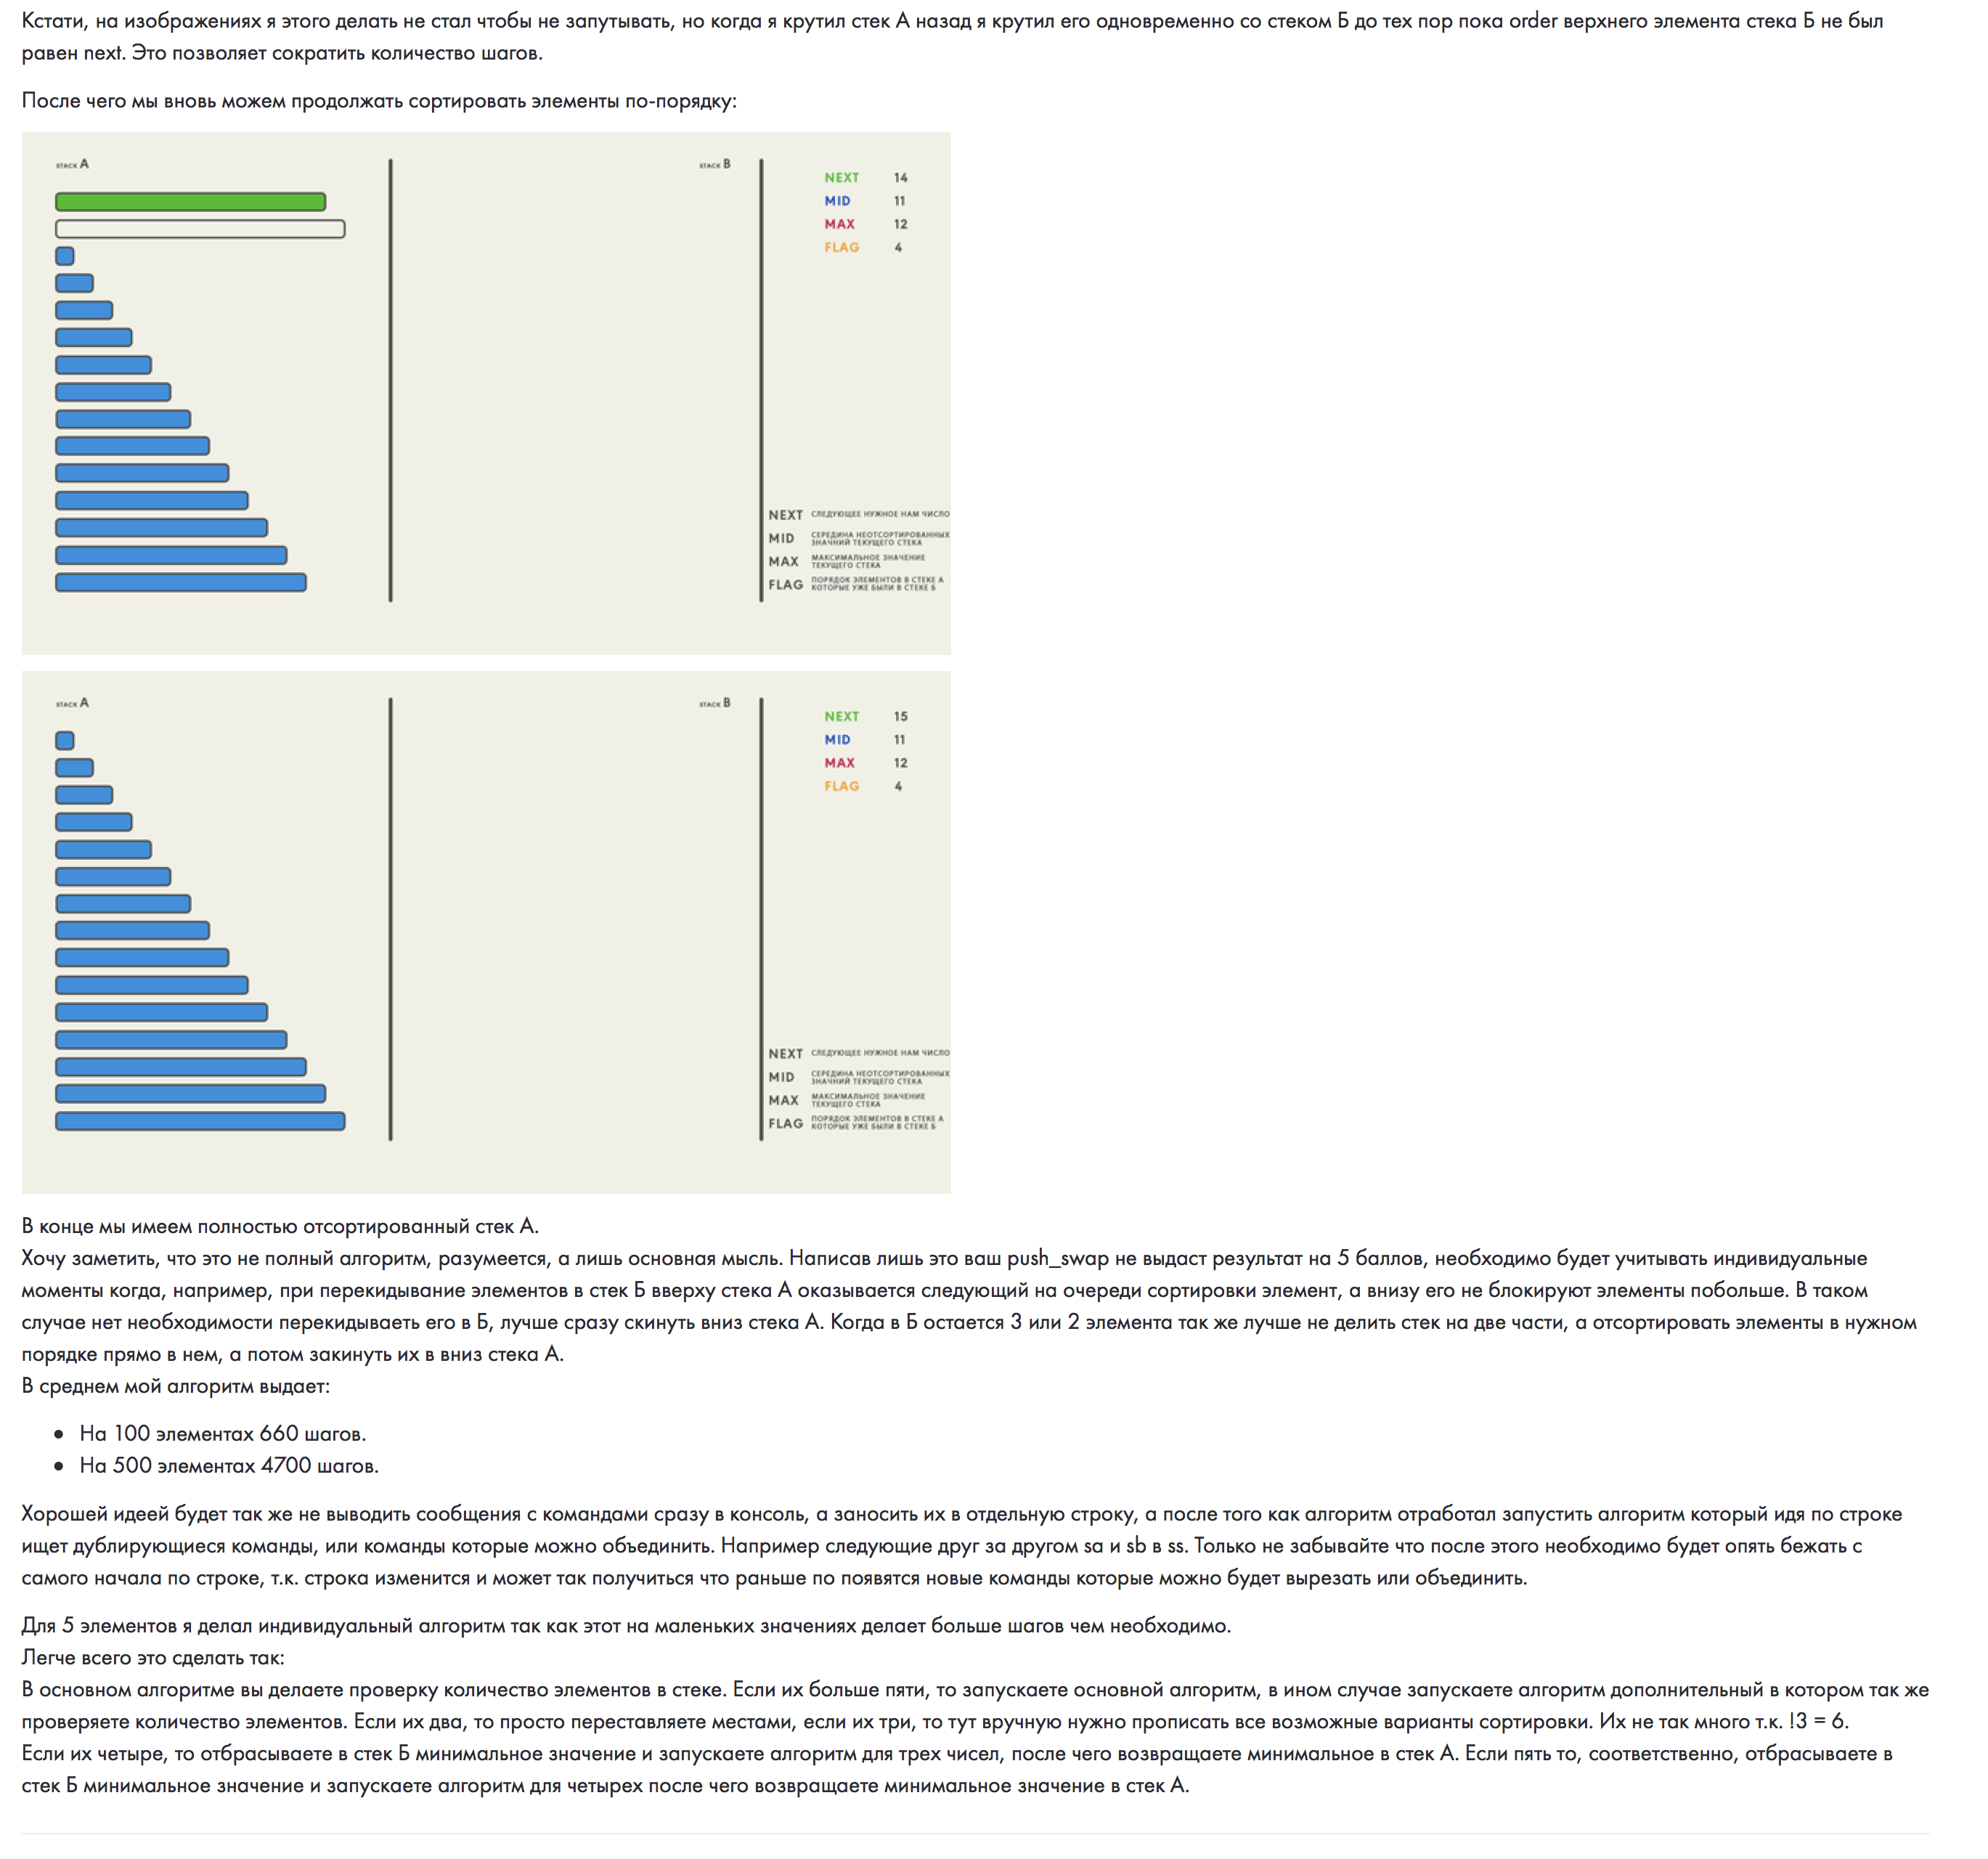 Кстати, на изображениях я этого делать не стал чтобы не запутывать, но когда я крутил стек А назад я крутил его одновременно со стеком Б до тех пор пока order верхнего элемента стека Б не был
равен next. Это позволяет сократить количество шагов.
После чего мы вновь можем продолжать сортировать элементы по-порядку:
STACK A
STACK B
NEXT 14
MID 11
MAX 12
FLAG 4
NEXT СЛЕДУЮЩЕЕ НУЖНОЕ НАМ ЧИСЛО
MID СЕРЕДИНА НЕОТСОРТИРОВАННЫХ
ЗНАЧНИЙ ТЕКУЩЕГО СТЕКА
MAX МАКСИМАЛЬНОЕ ЗНАЧЕНИЕ
ТЕКУЩЕГО СТЕКА
FLAG ПОРЯДОК ЭЛЕМЕНТОВ В СТЕКЕ А
КОТОРЫЕ УЖЕ БЫЛИ В СТЕКЕ Б
STACK A
STACK B
NEXT 15
MID 11
MAX 12
FLAG 4
NEXT СЛЕДУЮЩЕЕ НУЖНОЕ НАМ ЧИСЛО
MID СЕРЕДИНА НЕОТСОРТИРОВАННЫХ
ЗНАЧНИЙ ТЕКУЩЕГО СТЕКА
MAX МАКСИМАЛЬНОЕ ЗНАЧЕНИЕ
ТЕКУЩЕГО СТЕКА
FLAG ПОРЯДОК ЭЛЕМЕНТОВ В СТЕКЕ А
КОТОРЫЕ УЖЕ БЫЛИ В СТЕКЕ Б
В конце мы имеем полностью отсортированный стек А.
Хочу заметить, что это не полный алгоритм, разумеется, а лишь основная мысль. Написав лишь это ваш push_swap не выдаст результат на 5 баллов, необходимо будет учитывать индивидуальные
моменты когда, например, при перекидывание элементов в стек Б вверху стека А оказывается следующий на очереди сортировки элемент, а внизу его не блокируют элементы побольше. В таком
случае нет необходимости перекидываеть его в Б, лучше сразу скинуть вниз стека А. Когда в Б остается 3 или 2 элемента так же лучше не делить стек на две части, а отсортировать элементы в нужном
порядке прямо в нем, а потом закинуть их в вниз стека А.
В среднем мой алгоритм выдает:
• На 100 элементах 660 шагов.
• На 500 элементах 4700 шагов.
Хорошей идеей будет так же не выводить сообщения с командами сразу в консоль, а заносить их в отдельную строку, а после того как алгоритм отработал запустить алгоритм который идя по строке
ищет дублирующиеся команды, или команды которые можно объединить. Например следующие друг за другом sa и sb в ss. Только не забывайте что после этого необходимо будет опять бежать с
самого начала по строке, т.к. строка изменится и может так получиться что раньше по появятся новые команды которые можно будет вырезать или объединить.
Для 5 элементов я делал индивидуальный алгоритм так как этот на маленьких значениях делает больше шагов чем необходимо.
Легче всего это сделать так:
В основном алгоритме вы делаете проверку количество элементов в стеке. Если их больше пяти, то запускаете основной алгоритм, в ином случае запускаете алгоритм дополнительный в котором так же
проверяете количество элементов. Если их два, то просто переставляете местами, если их три, то тут вручную нужно прописать все возможные варианты сортировки. Их не так много т.к. !3 = 6.
Если их четыре, то отбрасываете в стек Б минимальное значение и запускаете алгоритм для трех чисел, после чего возвращаете минимальное в стек А. Если пять то, соответственно, отбрасываете в
стек Б минимальное значение и запускаете алгоритм для четырех после чего возвращаете минимальное значение в стек А.